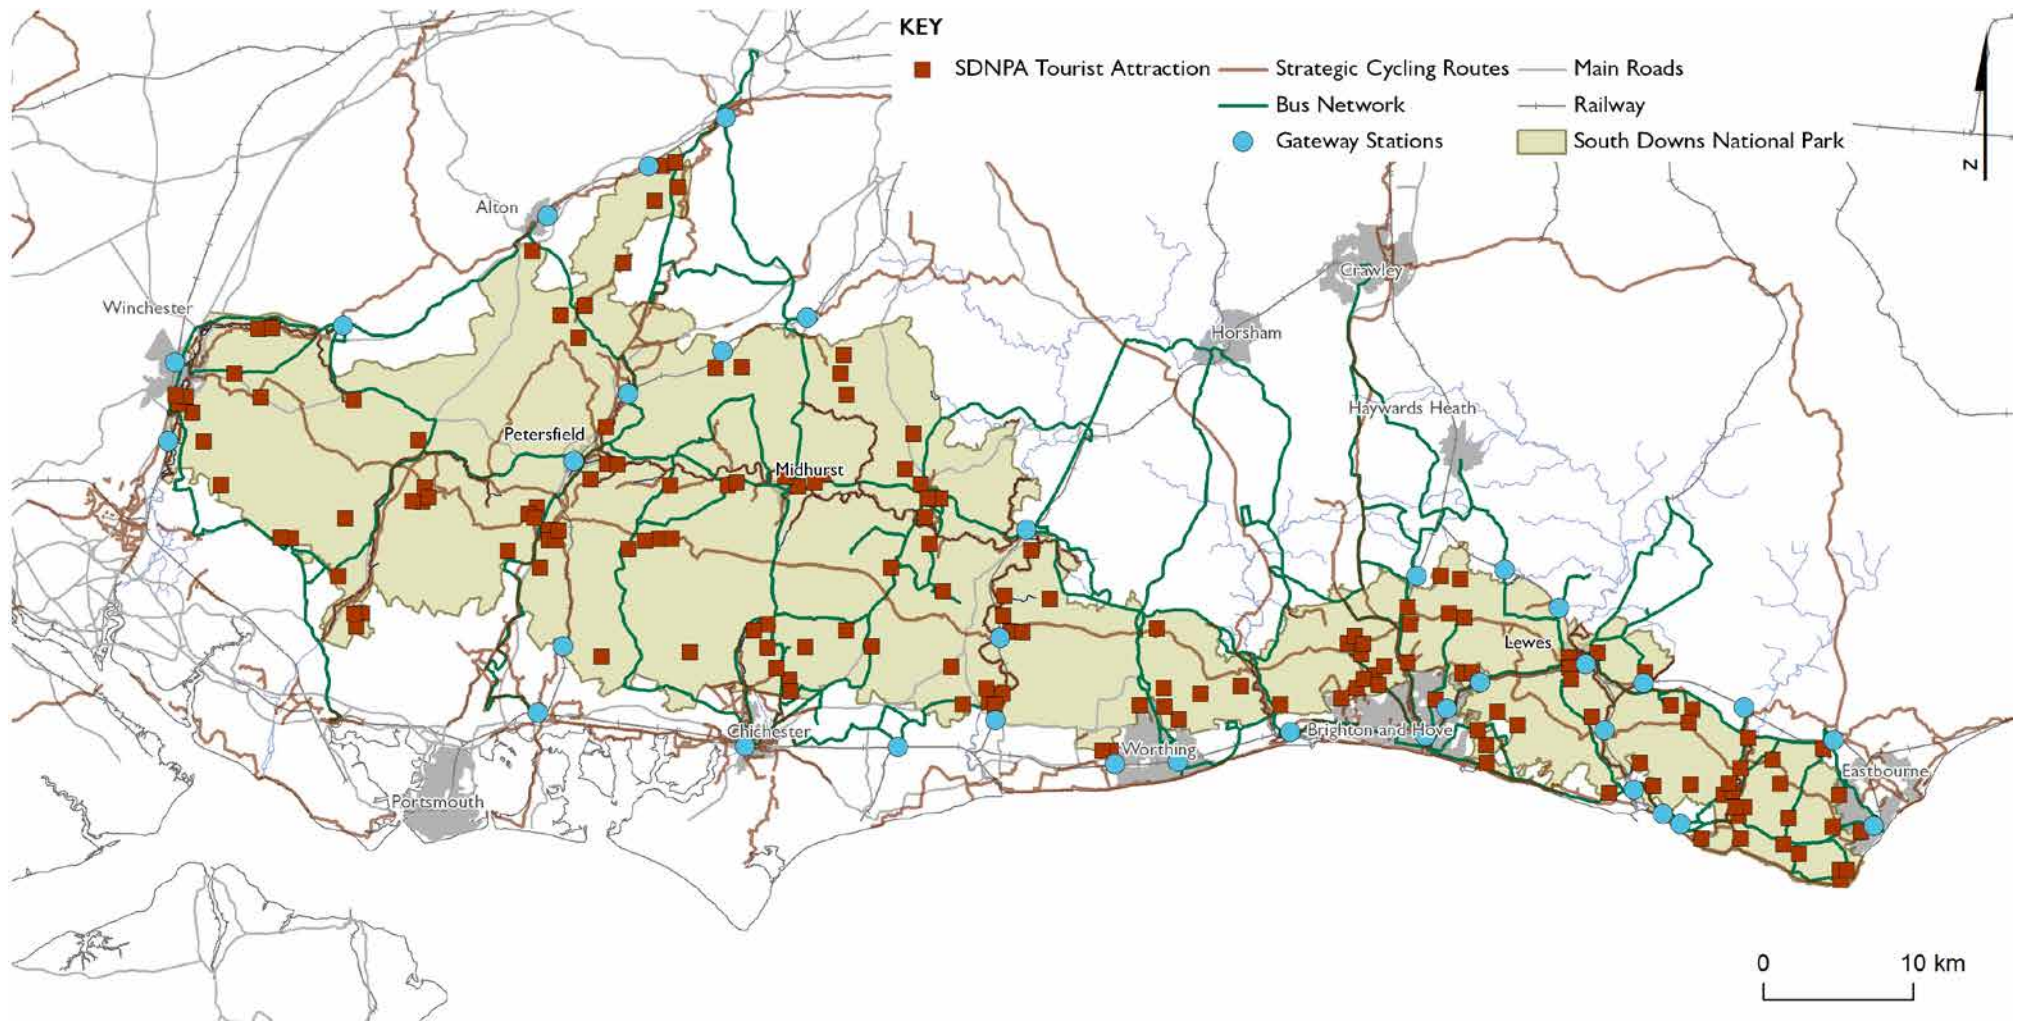 KEY
SDNPA Tourist Attraction
Strategic Cycling Routes
Main Roads
Bus Network
Railway
Gateway Stations
South Downs National Park
N
Alton
Winchester
Crawley
Horsham
Haywards Heath
Petersfield
Midhurst
Lewes
Chichester
Brighton and Hove
Worthing
Eastbourne
Portsmouth
0 10 km